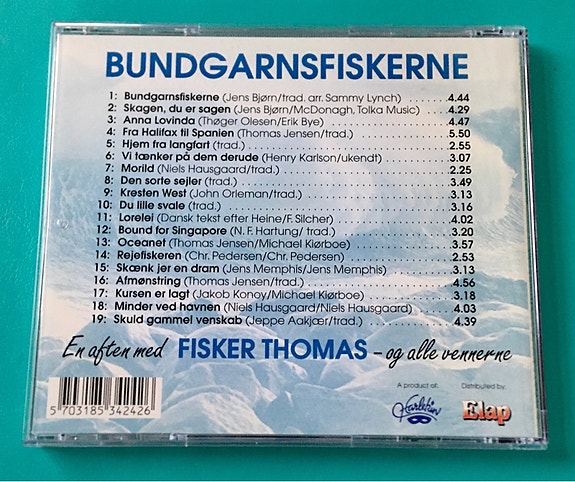 BUNDGARNSFISKERNE
1: Bundgarnsfiskerne (Jens Bjørn/trad. arr. Sammy Lynch) 4.44
2: Skagen, du er sagen (Jens Bjørn/McDonagh, Tolka Music) 4.29
3: Anna Lovinda (Thøger Olesen/Erik Bye) 4.47
4: Fra Halifax til Spanien (Thomas Jensen/trad.) 5.50
5: Hjem fra langfart (trad.) 2.55
6: Vi tænker på dem derude (Henry Karlson/ukendt) 3.07
7: Morild (Niels Hausgaard/trad.) 2.25
8: Den sorte sejler (trad.) 3.49
9: Kresten West (John Orleman/trad.) 3.13
10: Du lille svale (trad.) 3.16
11: Lorelei (Dansk tekst efter Heine/F. Silcher) 4.02
12: Bound for Singapore (N. F. Hartung/ trad.) 3.20
13: Oceanet (Thomas Jensen/Michael Kiørboe) 3.57
14: Rejefiskeren (Chr. Pedersen/Chr. Pedersen) 2.53
15: Skænk jer en dram (Jens Memphis/Jens Memphis) 3.13
16: Afmønstring (Thomas Jensen/trad.) 4.56
17: Kursen er lagt (Jakob Konoy/Michael Kiørboe) 3.18
18: Minder ved havnen (Niels Hausgaard/Niels Hausgaard) 4.03
19: Skuld gammel venskab (Jeppe Aakjær/trad.) 4.39
En aften med FISKER THOMAS – og alle vennerne
A product of: Distributed by:
Harlekin Elap
5 703185 342426